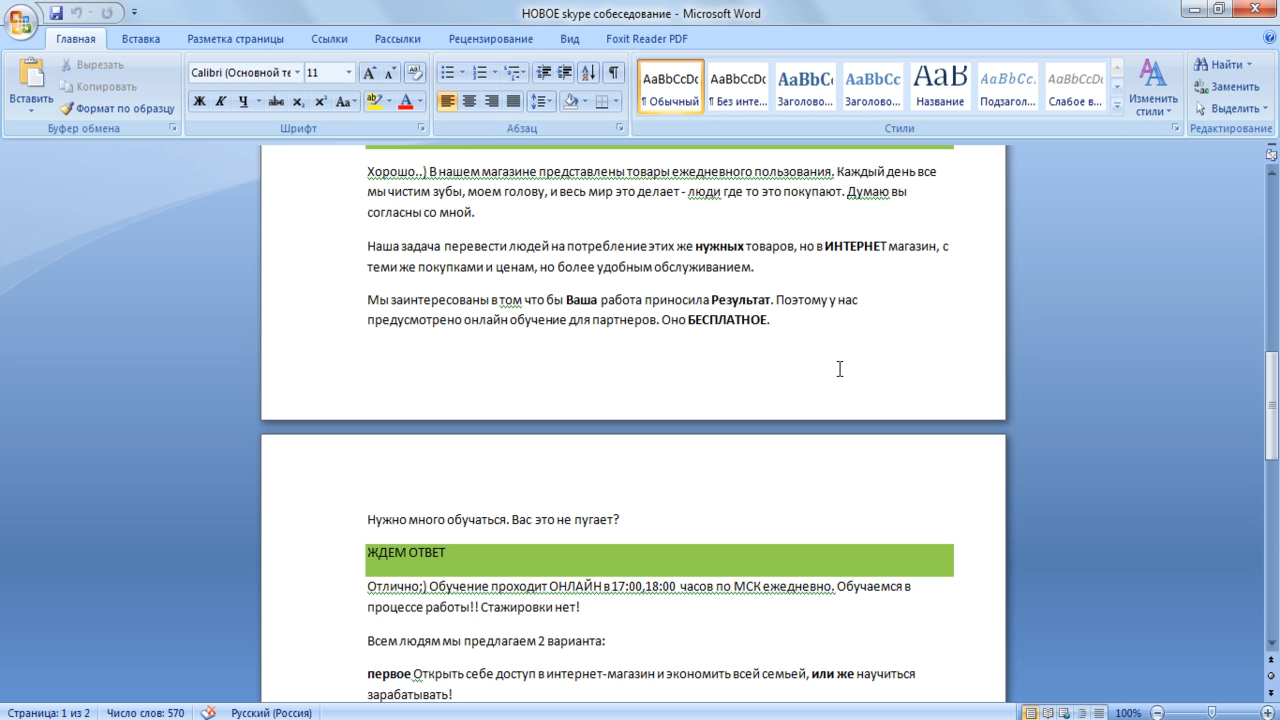 НОВОЕ skype собеседование - Microsoft Word
Главная Вставка Разметка страницы Ссылки Рассылки Рецензирование Вид Foxit Reader PDF
Вставить
Вырезать
Копировать
Формат по образцу
Буфер обмена
Calibri (Основной те 11
Ж К Ч abc x₂ x² Aa
Шрифт
Абзац
АаBbCcDc АаBbCcDc AaBbC AaBbCc АаВ AaBbCc. AaBbCcDc
¶ Обычный ¶ Без инте... Заголово... Заголово... Название Подзагол... Слабое в...
Стили
Изменить
стили
Найти
Заменить
Выделить
Редактирование
Хорошо..) В нашем магазине представлены товары ежедневного пользования. Каждый день все
мы чистим зубы, моем голову, и весь мир это делает - люди где то это покупают. Думаю вы
согласны со мной.
Наша задача перевести людей на потребление этих же нужных товаров, но в ИНТЕРНЕТ магазин, с
теми же покупками и ценам, но более удобным обслуживанием.
Мы заинтересованы в том что бы Ваша работа приносила Результат. Поэтому у нас
предусмотрено онлайн обучение для партнеров. Оно БЕСПЛАТНОЕ.
Нужно много обучаться. Вас это не пугает?
ЖДЕМ ОТВЕТ
Отлично;) Обучение проходит ОНЛАЙН в 17:00,18:00 часов по МСК ежедневно. Обучаемся в
процессе работы!! Стажировки нет!
Всем людям мы предлагаем 2 варианта:
первое Открыть себе доступ в интернет-магазин и экономить всей семьей, или же научиться
зарабатывать!
Страница: 1 из 2 Число слов: 570 Русский (Россия) 100%